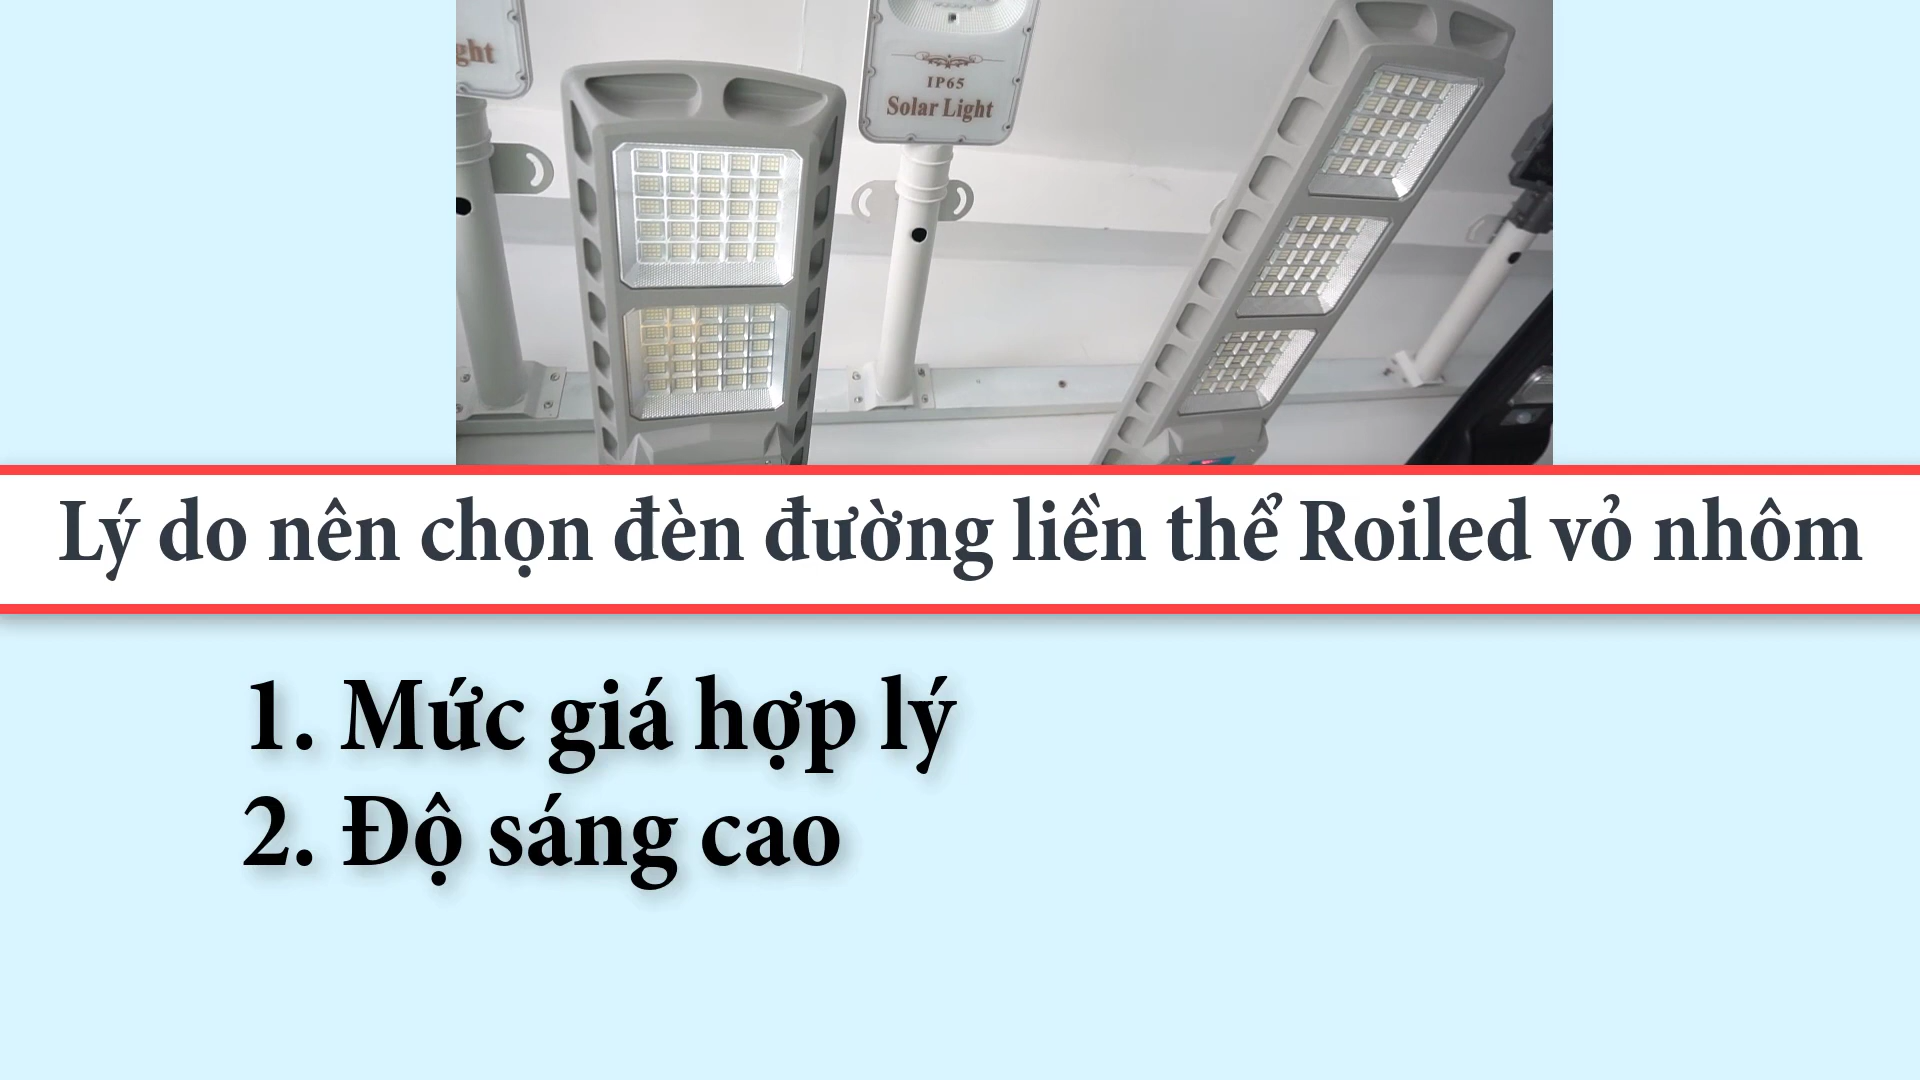 ght
IP65
Solar Light
Lý do nên chọn đèn đường liền thể Roiled vỏ nhôm
1. Mức giá hợp lý
2. Độ sáng cao